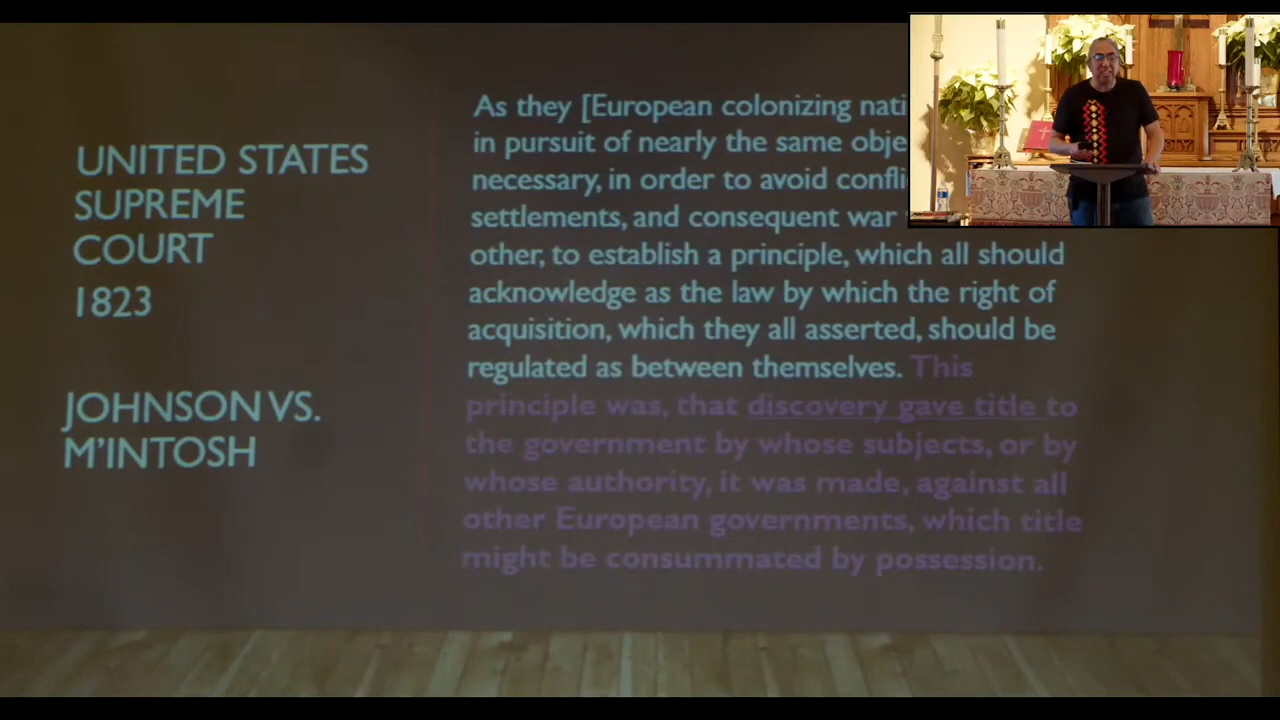 UNITED STATES
SUPREME
COURT
1823
JOHNSON VS.
M'INTOSH
As they [European colonizing
in pursuit of nearly the same
necessary, in order to avoid
settlements, and consequent war
other, to establish a principle, which all should
acknowledge as the law by which the right of
acquisition, which they all asserted, should be
regulated as between themselves. This
principle was, that discovery gave title to
the government by whose subjects, or by
whose authority, it was made, against all
other European governments, which title
might be consummated by possession.